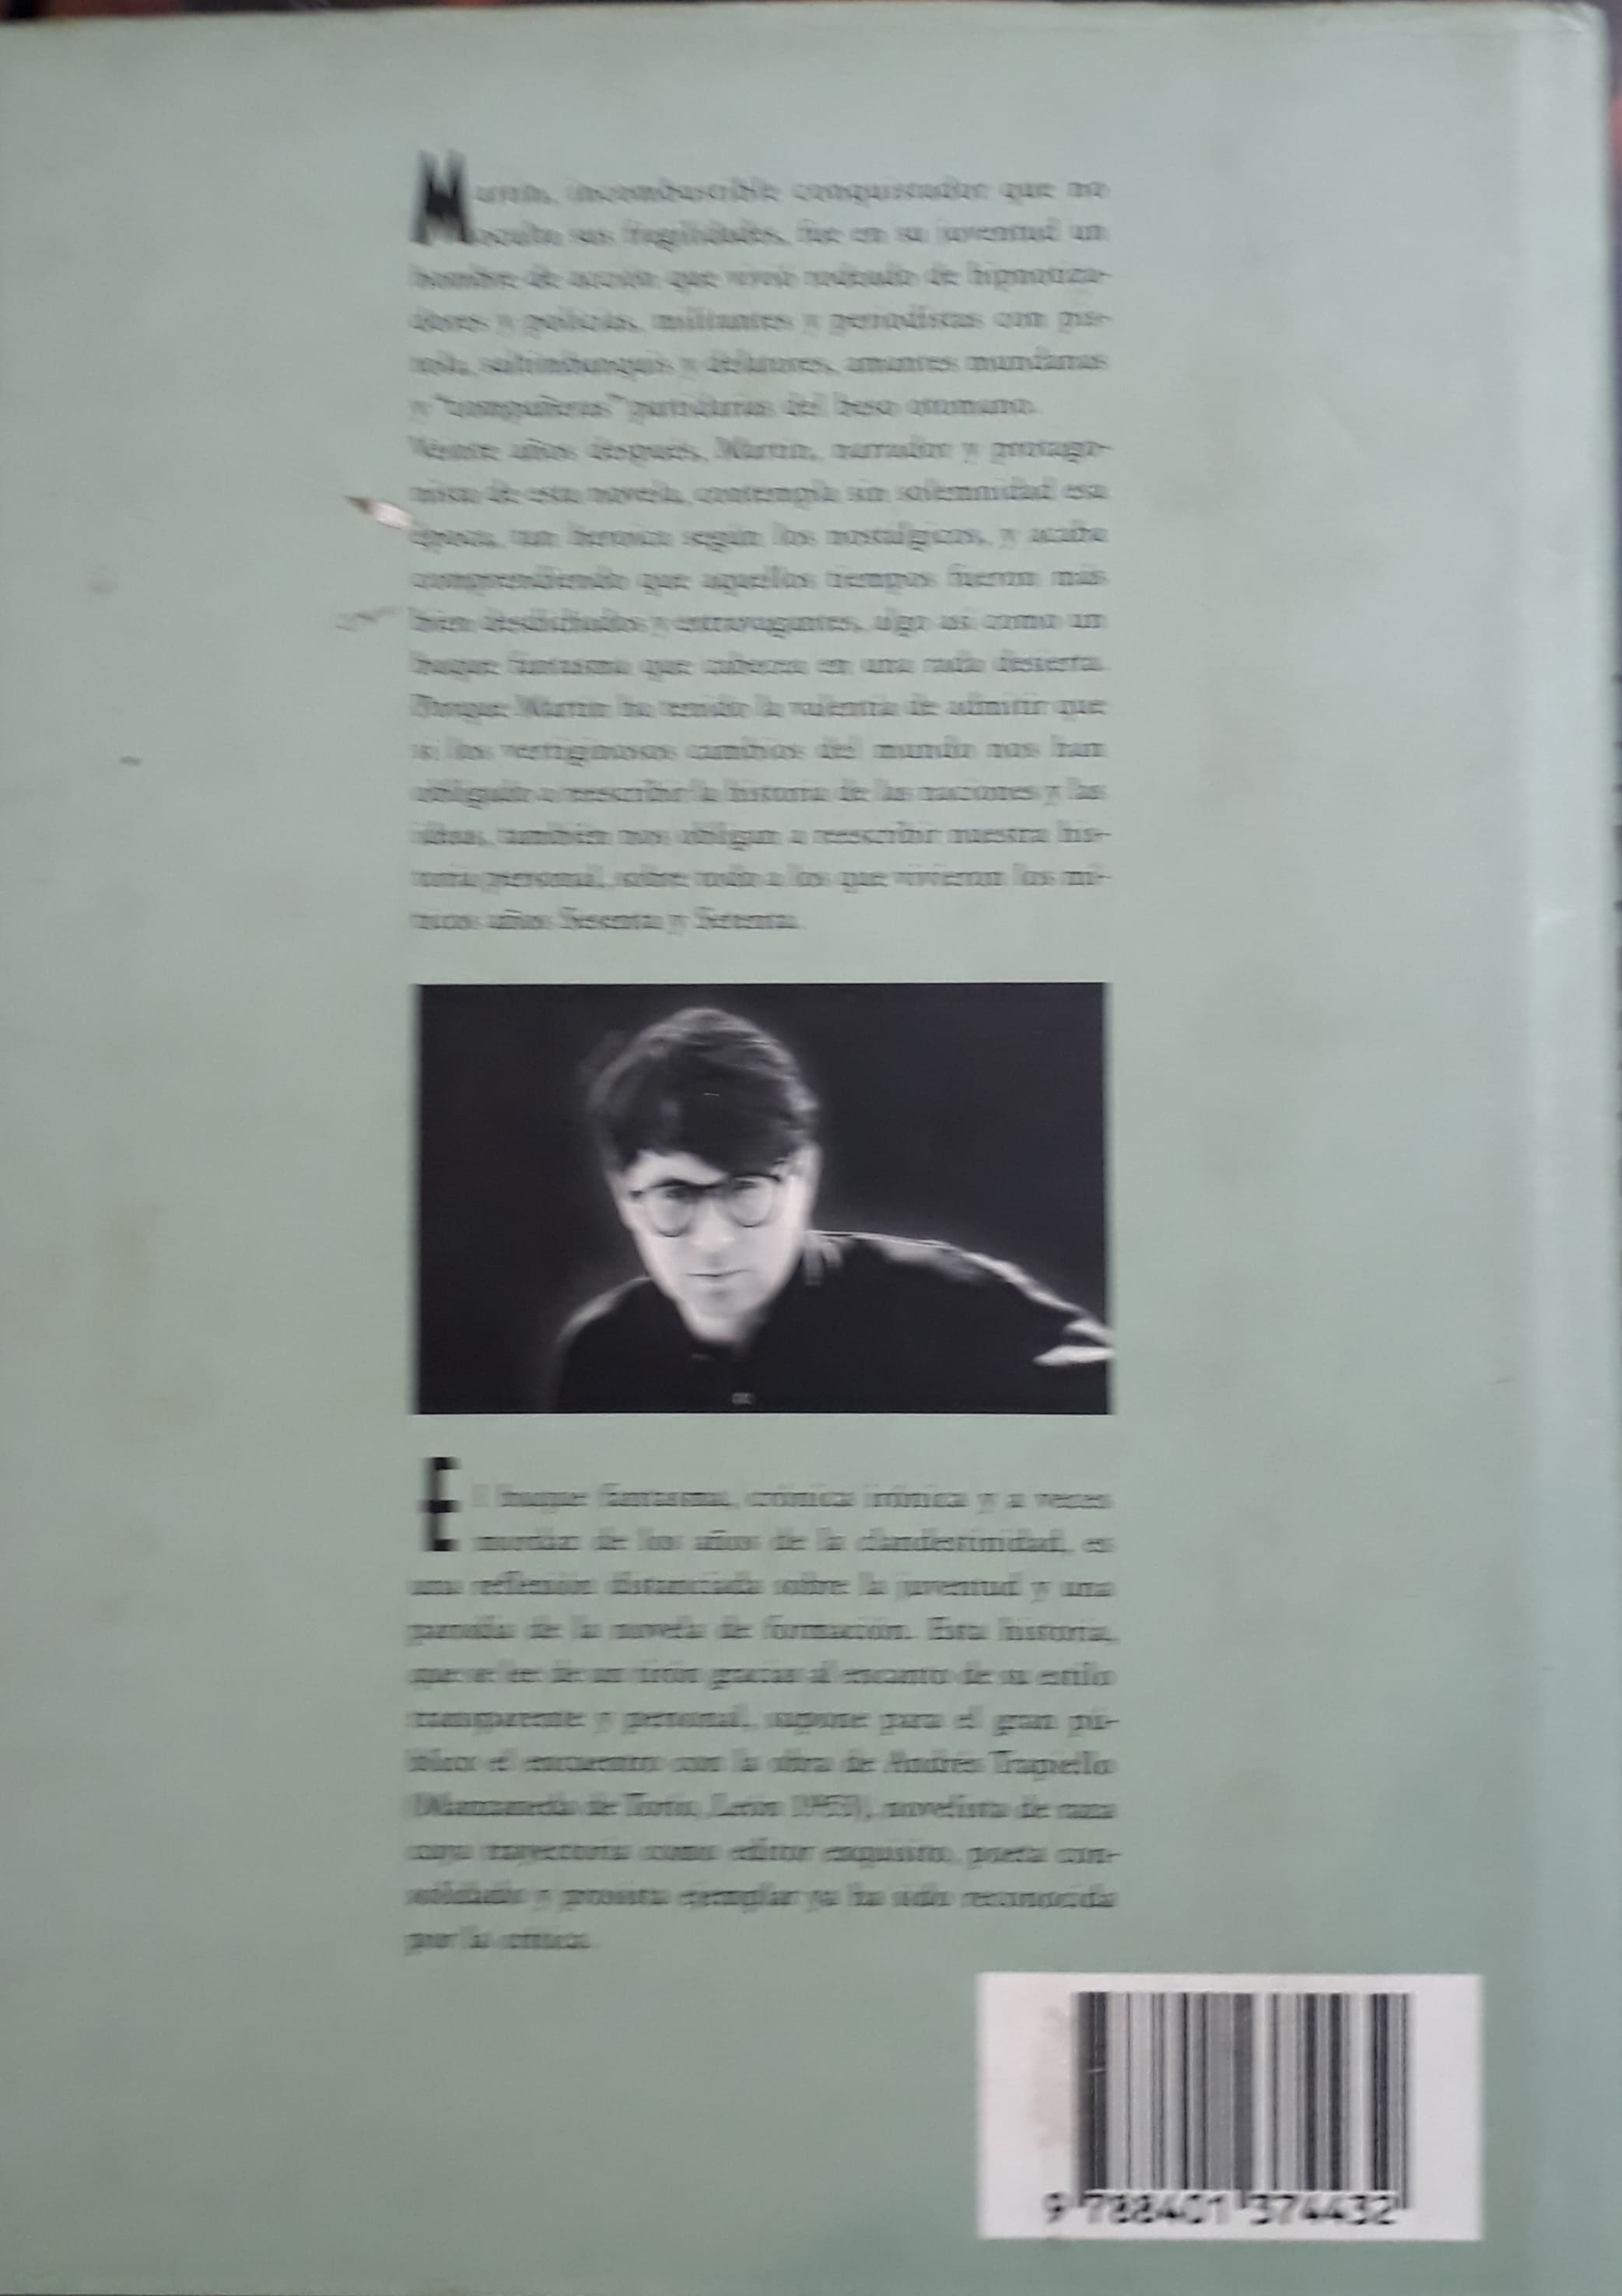 Martín, incombustible conquistador que no
oculta sus fragilidades, fue en su juventud un
hombre de acción que vivió rodeado de hipnotiza-
dores y policías, militantes y periodistas con pis-
tola, saltimbanquis y delatores, amantes mundanas
y "compañeras" partidarias del beso otomano.
Veinte años después, Martín, narrador y protago-
nista de esta novela, contempla sin solemnidad esa
época, tan heroica según los nostálgicos, y acaba
comprendiendo que aquellos tiempos fueron más
bien desdichados y extravagantes, algo así como un
buque fantasma que cabecea en una rada desierta.
Porque Martín ha tenido la valentía de admitir que
si los vertiginosos cambios del mundo nos han
obligado a reescribir la historia de las naciones y las
ideas, también nos obligan a reescribir nuestra his-
toria personal, sobre todo a los que vivieron los mí-
ticos años Sesenta y Setenta.
El buque fantasma, crónica irónica y a veces
mordaz de los años de la clandestinidad, es
una reflexión distanciada sobre la juventud y una
parodia de la novela de formación. Esta historia,
que se lee de un tirón gracias al encanto de su estilo
transparente y personal, supone para el gran pú-
blico el encuentro con la obra de Andrés Trapiello
(Manzaneda de Torío, León 1953), novelista de raza
cuya trayectoria como editor exquisito, poeta con-
solidado y prosista ejemplar ya ha sido reconocida
por la crítica.
9 788401 374432